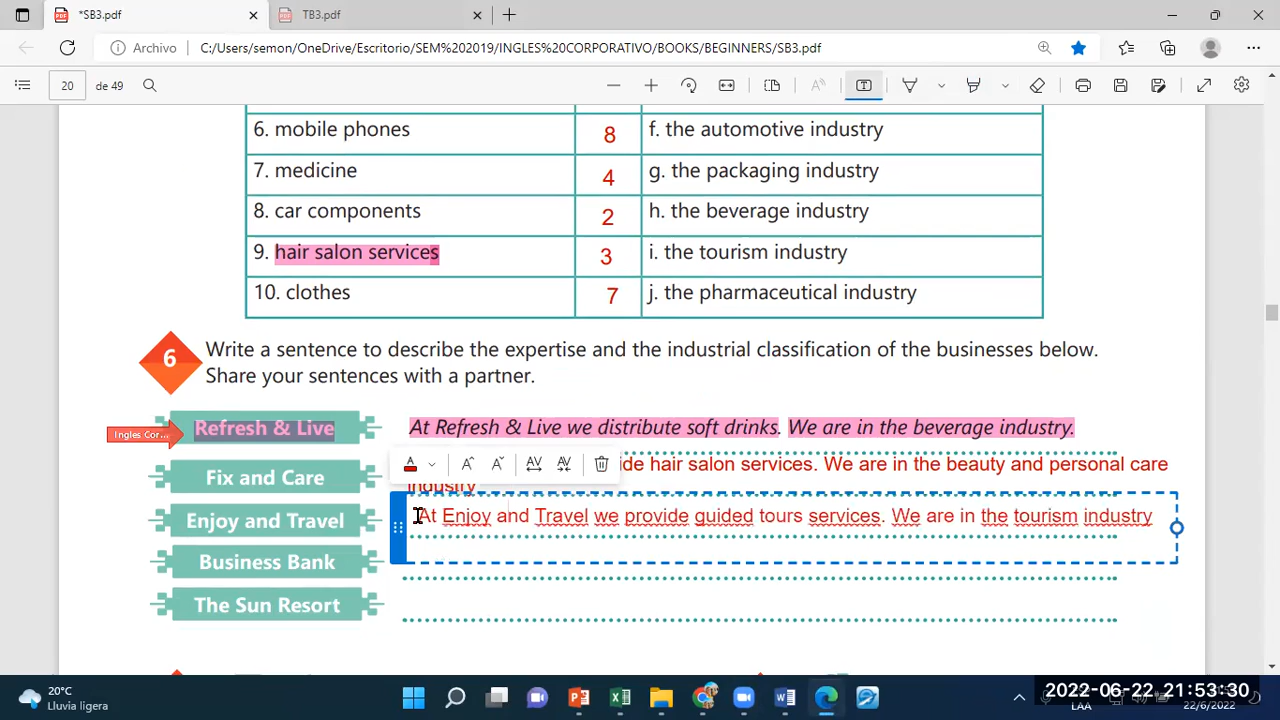 *SB3.pdf
TB3.pdf
Archivo
C:/Users/semon/OneDrive/Escritorio/SEM%202019/INGLES%20CORPORATIVO/BOOKS/BEGINNERS/SB3.pdf
20 de 49
6. mobile phones 8 f. the automotive industry
7. medicine 4 g. the packaging industry
8. car components 2 h. the beverage industry
9. hair salon services 3 i. the tourism industry
10. clothes 7 j. the pharmaceutical industry
6 Write a sentence to describe the expertise and the industrial classification of the businesses below.
Share your sentences with a partner.
Ingles Cor...
Refresh & Live At Refresh & Live we distribute soft drinks. We are in the beverage industry.
hair salon services. We are in the beauty and personal care
industry
Fix and Care
Enjoy and Travel At Enjoy and Travel we provide guided tours services. We are in the tourism industry
Business Bank
The Sun Resort
20°C
Lluvia ligera
LAA
2022-06-22 21:53:30
22/6/2022